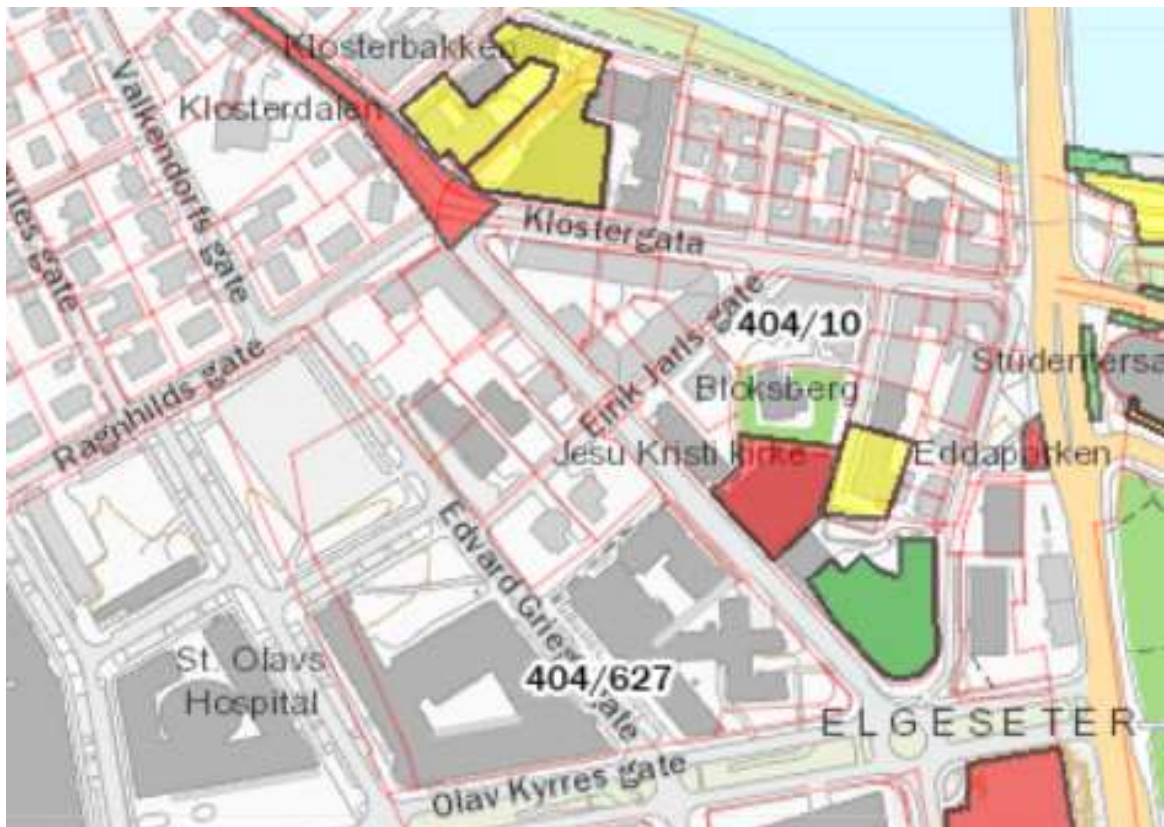 Klosterbakken
Klosterdalen
Valkendorfs gate
Klostergata
Eirik Jarls gate
404/10
Studentersa
Bloksberg
Ragnhilds gate
Jesu Kristi kirke
Eddaparken
Edvard Griegs gate
St. Olavs
Hospital
404/627
ELGESETER
Olav Kyrres gate